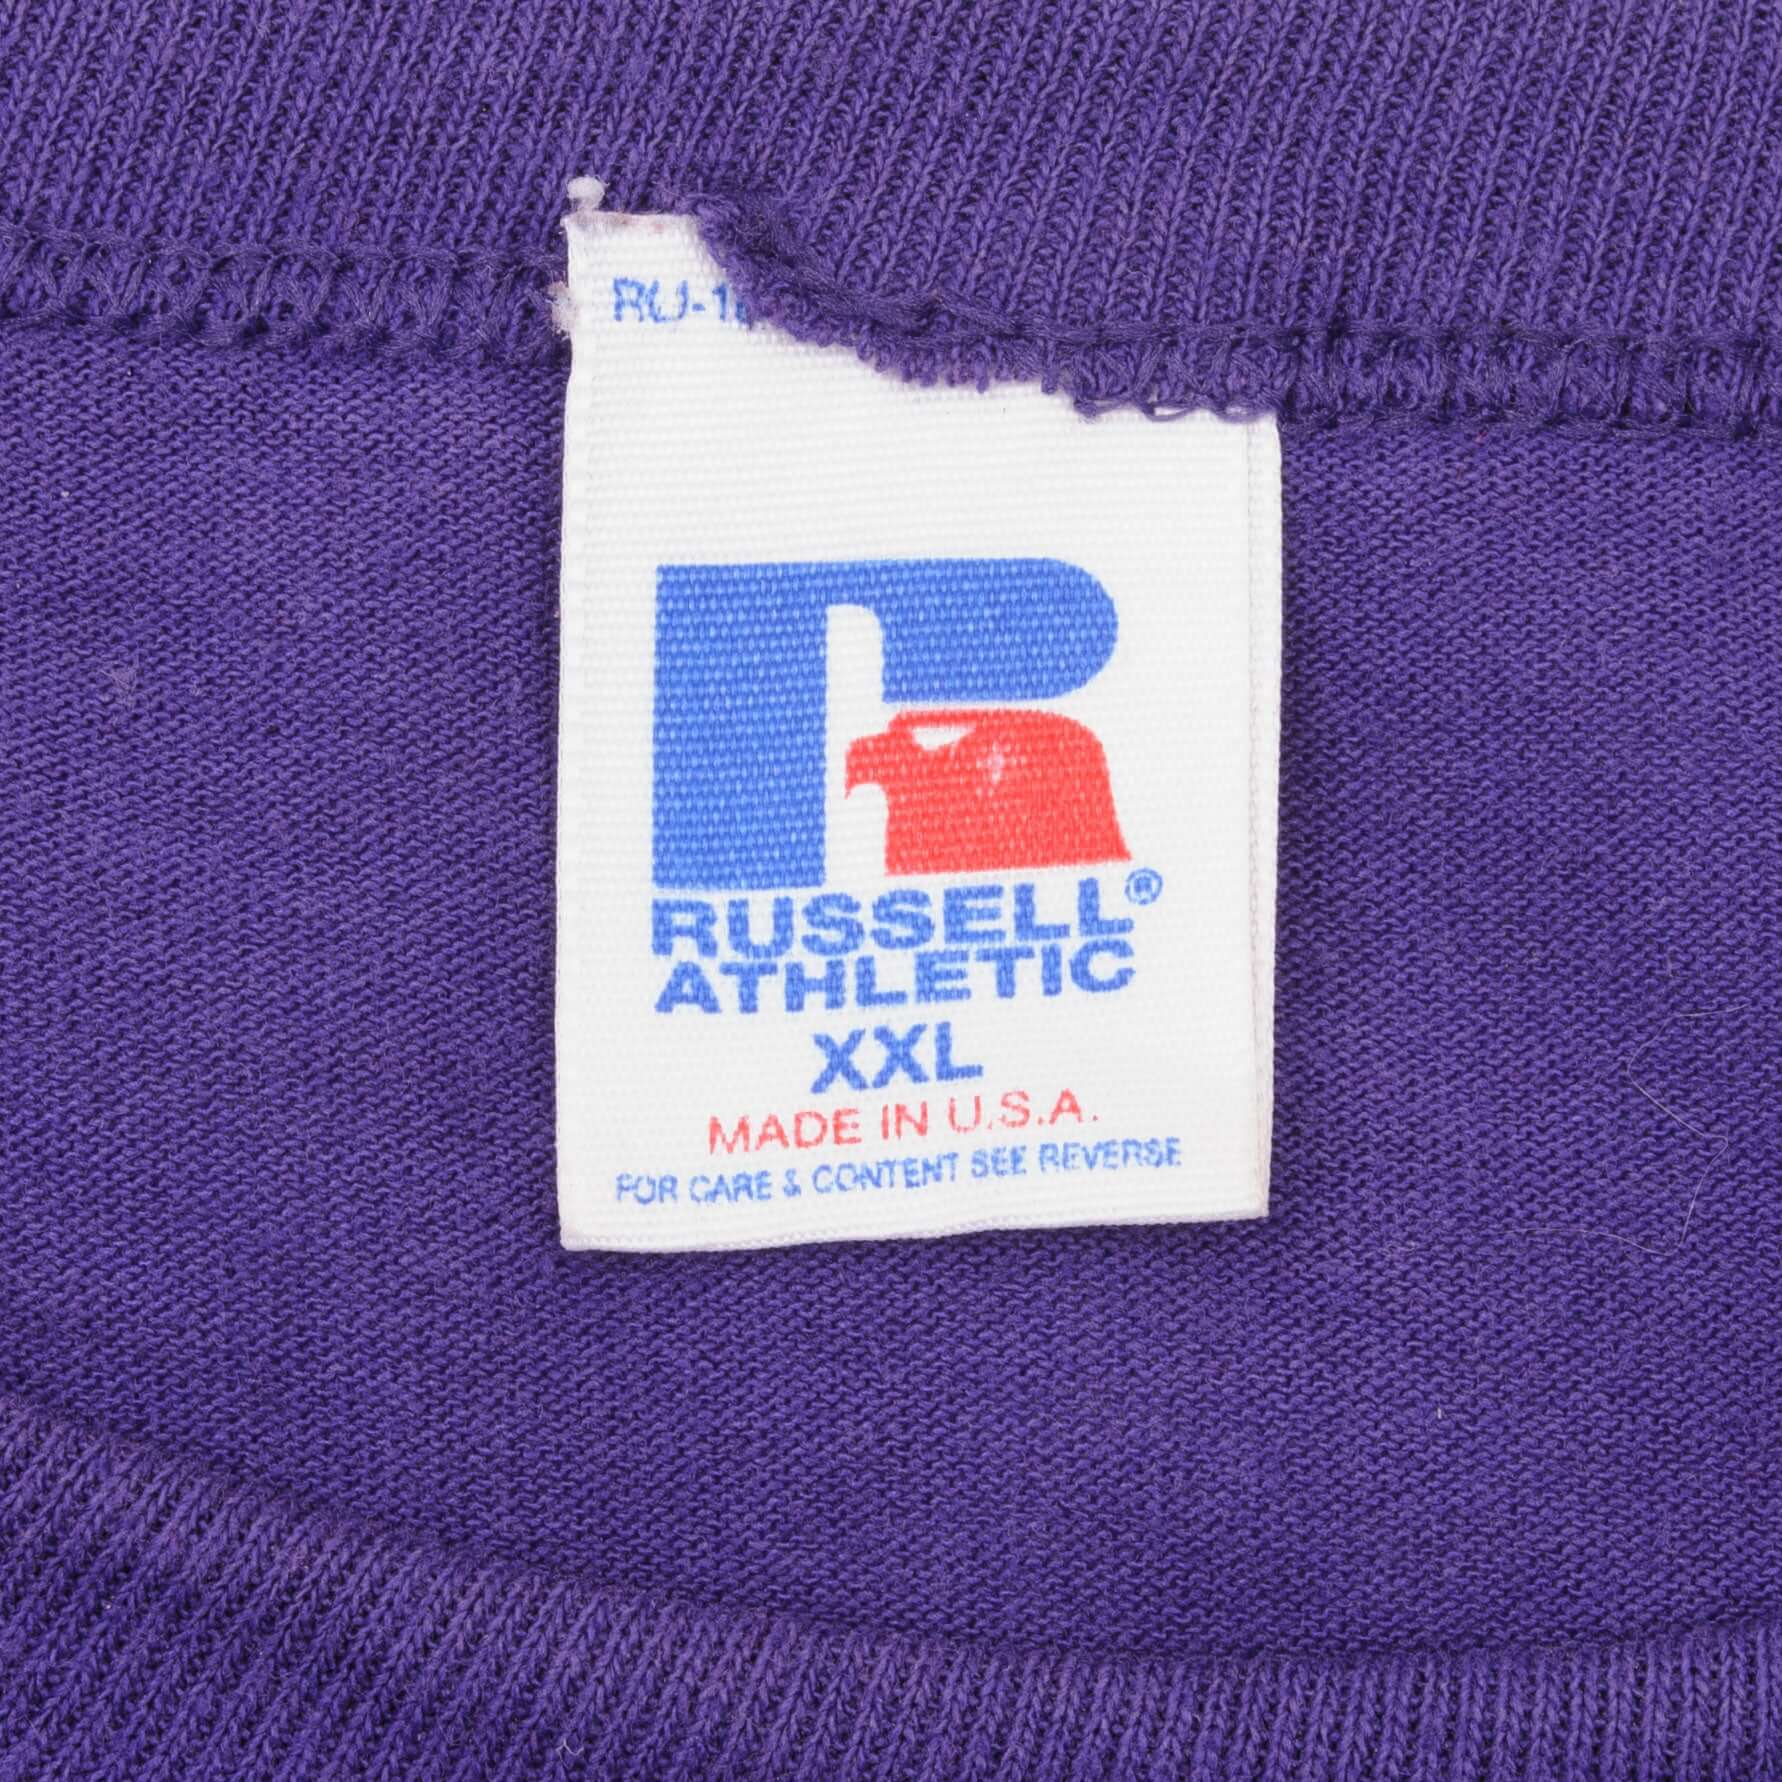 RUSSELL®
ATHLETIC
XXL
MADE IN U.S.A.
FOR CARE & CONTENT SEE REVERSE